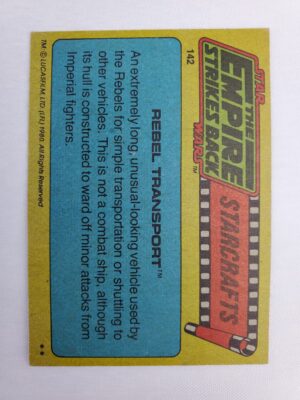 STAR
THE
EMPIRE
STRIKES BACK
WARS™
STARCRAFTS
142
REBEL TRANSPORT™
An extremely long, unusual-looking vehicle used by
the Rebels for simple transportation or shuttling to
other vehicles. This is not a combat ship, although
its hull is constructed to ward off minor attacks from
Imperial fighters.
TM: © LUCASFILM, LTD. (LFL) 1980. All Rights Reserved
**